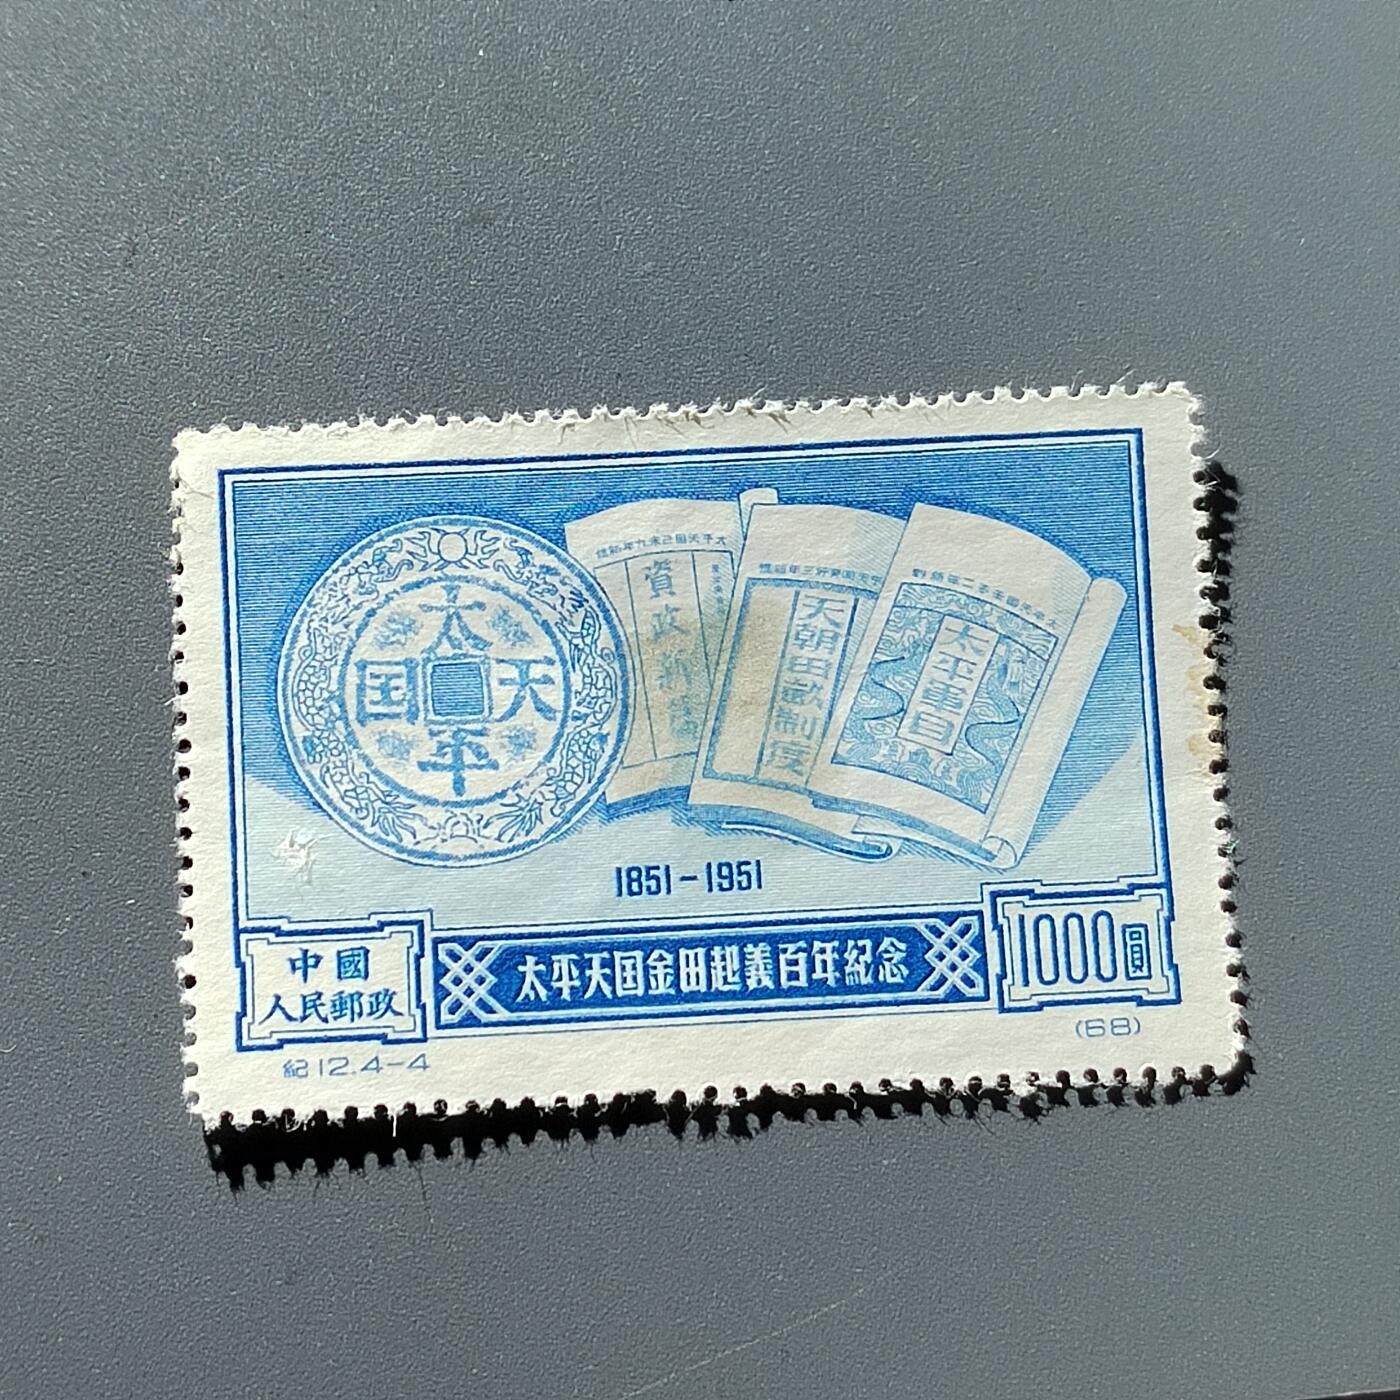 太平
天国
資政新篇
天朝田畝制度
太平軍目
1851-1951
中國
人民郵政
太平天国金田起義百年紀念
1000圓
紀12.4-4
(68)